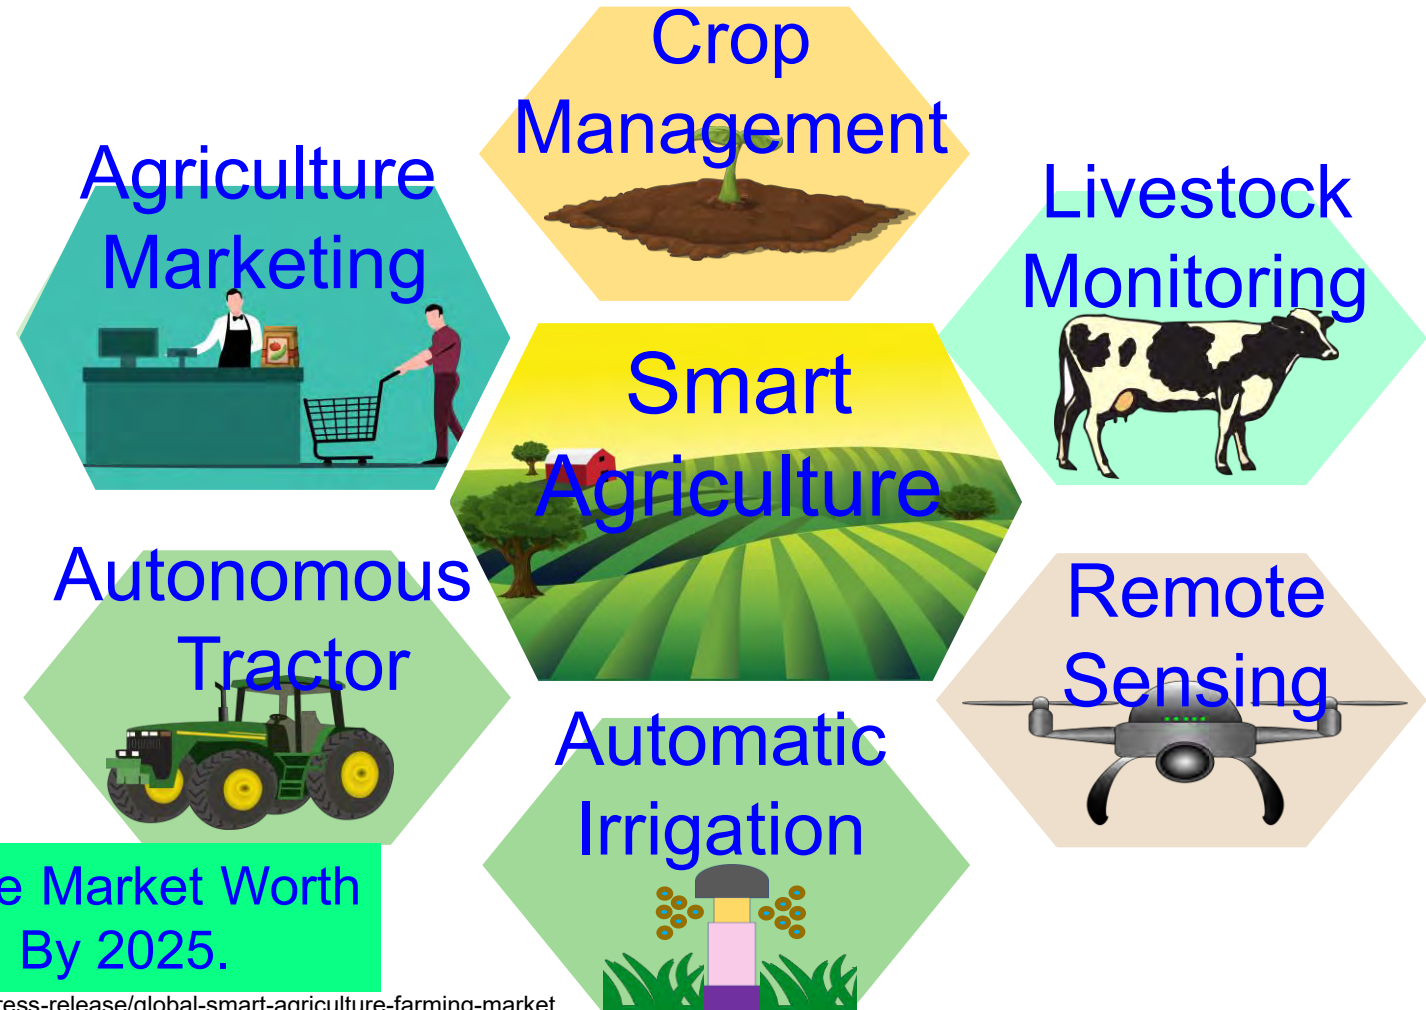 Crop
Management
Agriculture
Marketing
Livestock
Monitoring
Smart
Agriculture
Autonomous
Tractor
Remote
Sensing
Automatic
Irrigation
e Market Worth
By 2025.
ress-release/global-smart-agriculture-farming-market